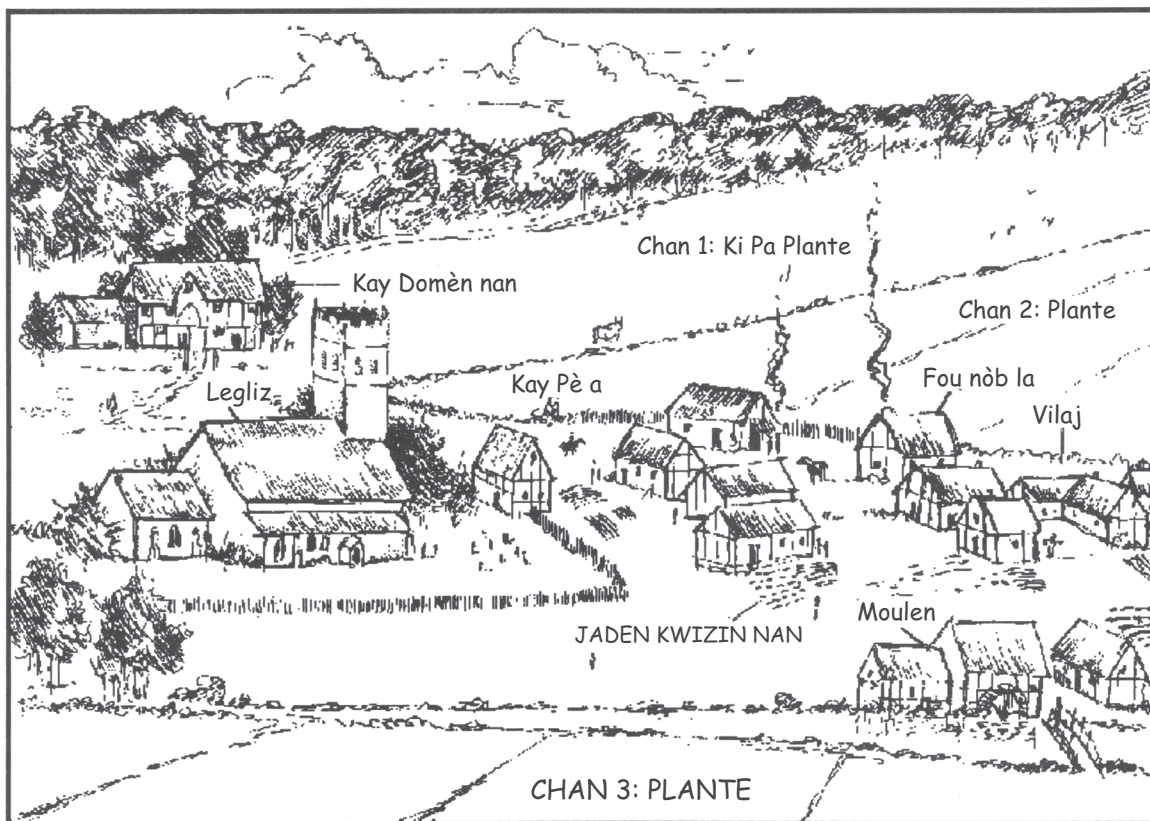 Chan 1: Ki Pa Plante
Kay Domèn nan
Chan 2: Plante
Legliz
Kay Pè a
Fou nòb la
Vilaj
JADEN KWIZIN NAN
Moulen
CHAN 3: PLANTE